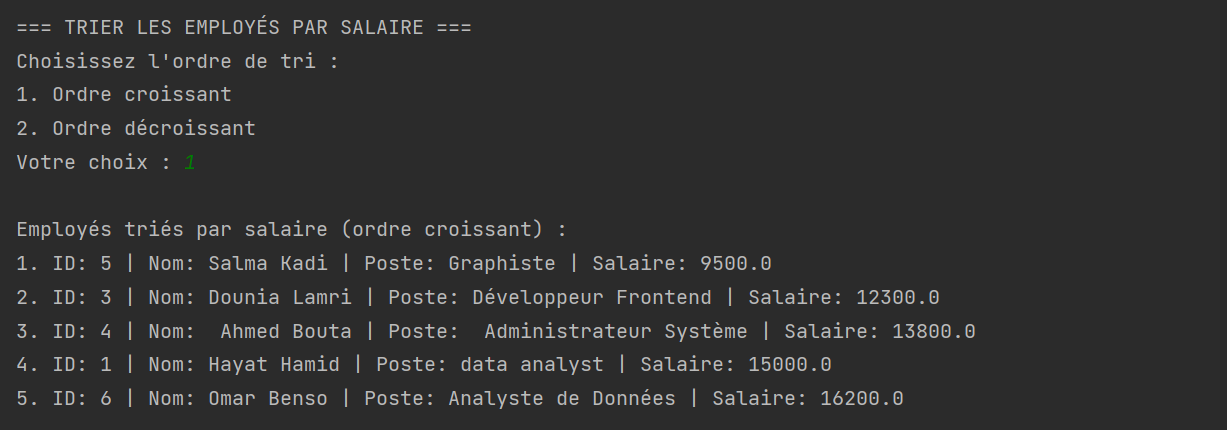 === TRIER LES EMPLOYÉS PAR SALAIRE ===
Choisissez l'ordre de tri :
1. Ordre croissant
2. Ordre décroissant
Votre choix : 1
Employés triés par salaire (ordre croissant) :
1. ID: 5 | Nom: Salma Kadi | Poste: Graphiste | Salaire: 9500.0
2. ID: 3 | Nom: Dounia Lamri | Poste: Développeur Frontend | Salaire: 12300.0
3. ID: 4 | Nom:  Ahmed Bouta | Poste:  Administrateur Système | Salaire: 13800.0
4. ID: 1 | Nom: Hayat Hamid | Poste: data analyst | Salaire: 15000.0
5. ID: 6 | Nom: Omar Benso | Poste: Analyste de Données | Salaire: 16200.0